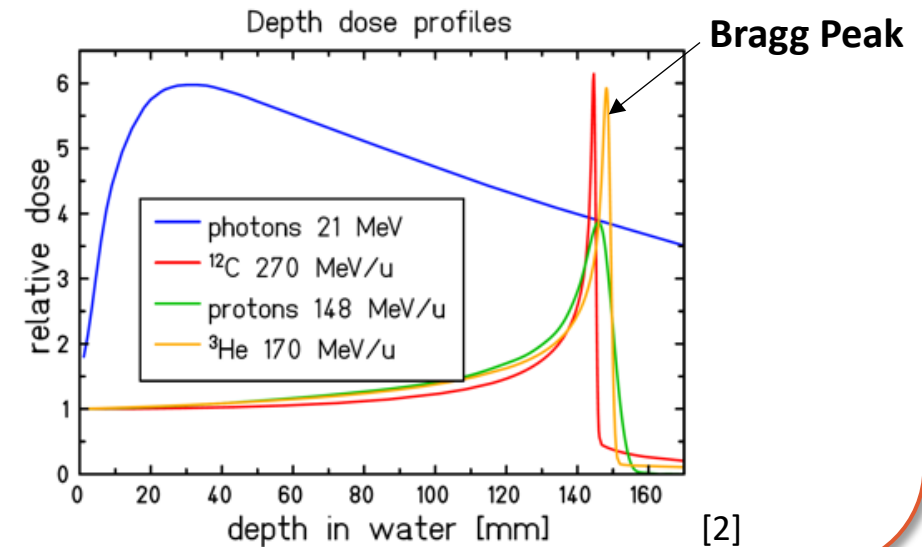 Depth dose profiles
Bragg Peak
relative dose
6
5
4
3
2
1
0
photons 21 MeV
¹²C 270 MeV/u
protons 148 MeV/u
³He 170 MeV/u
0 20 40 60 80 100 120 140 160
depth in water [mm]
[2]